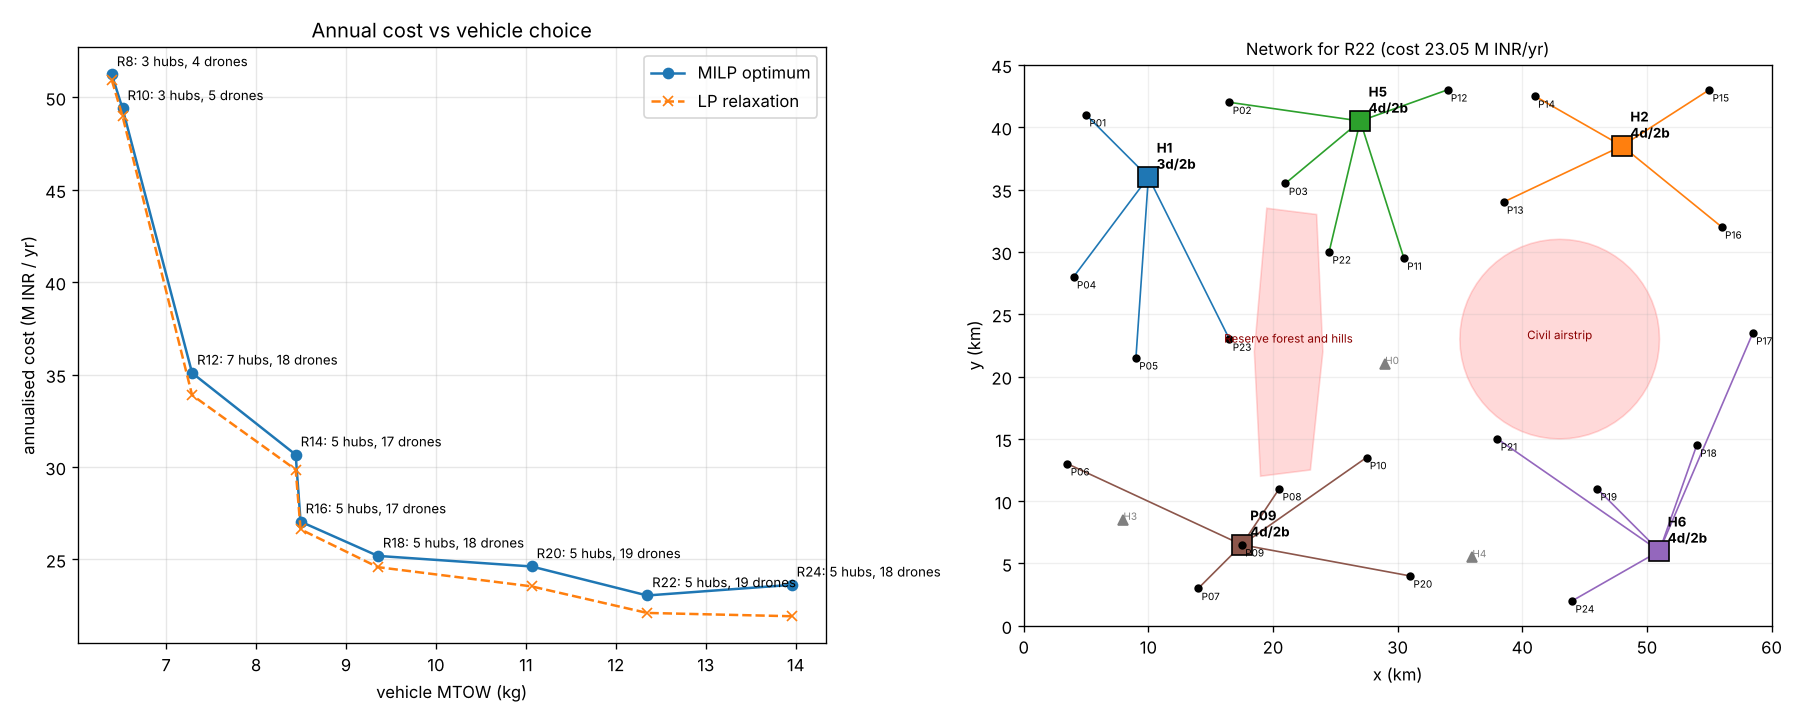 Annual cost vs vehicle choice
annualised cost (M INR / yr)
50
45
40
35
30
25
R8: 3 hubs, 4 drones
R10: 3 hubs, 5 drones
R12: 7 hubs, 18 drones
R14: 5 hubs, 17 drones
R16: 5 hubs, 17 drones
R18: 5 hubs, 18 drones
R20: 5 hubs, 19 drones
R22: 5 hubs, 19 drones
R24: 5 hubs, 18 drones
MILP optimum
LP relaxation
7 8 9 10 11 12 13 14
vehicle MTOW (kg)
Network for R22 (cost 23.05 M INR/yr)
y (km)
45
40
35
30
25
20
15
10
5
0
P01
P02
H5
4d/2b
P12
P14
P15
H2
4d/2b
H1
3d/2b
P03
P13
P16
P04
P22
P11
P05
P23
Reserve forest and hills
Civil airstrip
P17
H0
P06
P10
P21
P18
P08
P19
H3
P09
4d/2b
P09
H6
4d/2b
H4
P07
P20
P24
0 10 20 30 40 50 60
x (km)